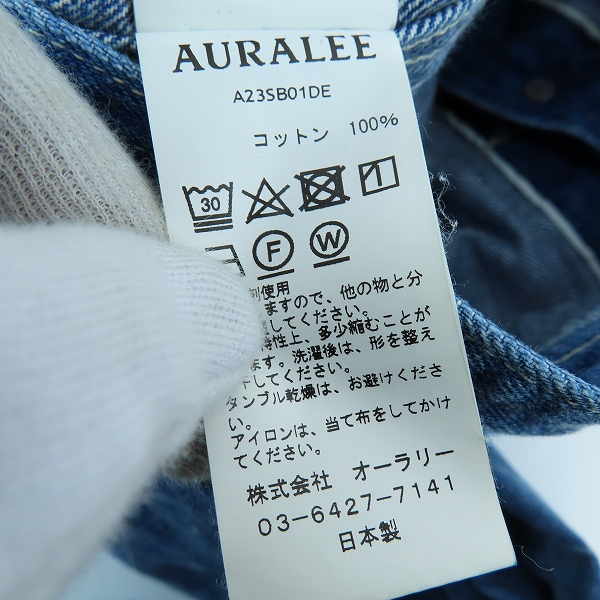 AURALEE
A23SB01DE
コットン 100%
30
F W
使用
ますので、他の物と分
してください。
特性上、多少縮むことが
ます。洗濯後は、形を整え
してください。
タンブル乾燥は、お避けくださ
い。
アイロンは、当て布をしてかけ
てください。
株式会社 オーラリー
03-6427-7141
日本製